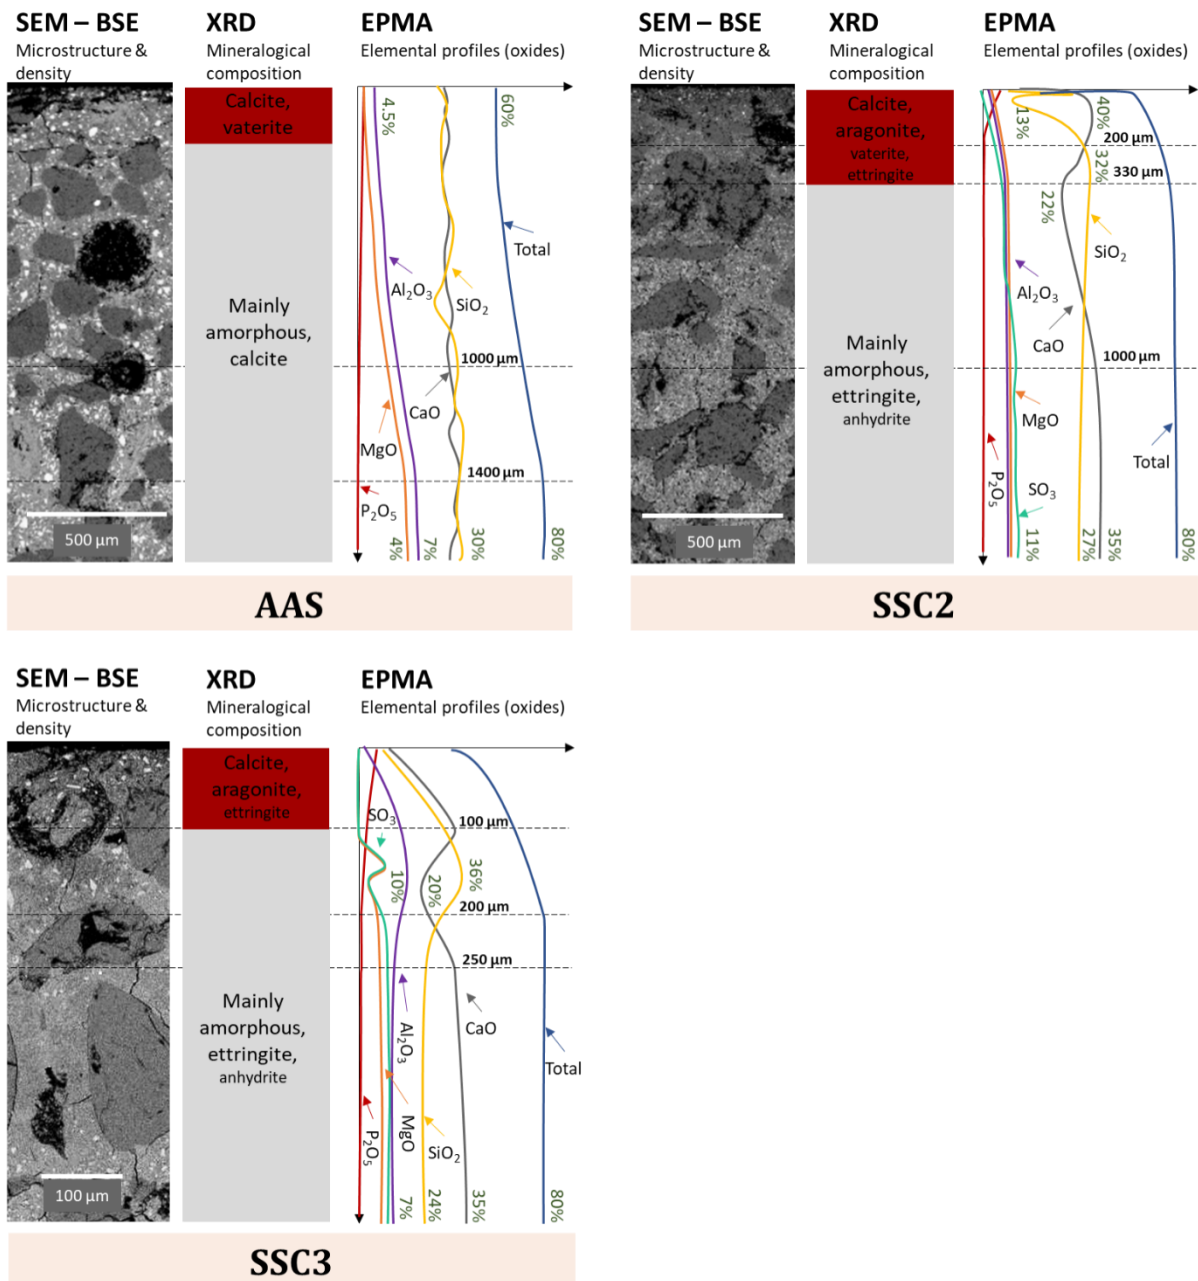 SEM – BSE
Microstructure &
density
XRD
Mineralogical
composition
EPMA
Elemental profiles (oxides)
Calcite,
vaterite
Mainly
amorphous,
calcite
4.5%
60%
Total
Al₂O₃
SiO₂
1000 µm
CaO
MgO
1400 µm
P₂O₅
4%
7%
30%
80%
500 µm
AAS
SEM – BSE
Microstructure &
density
XRD
Mineralogical
composition
EPMA
Elemental profiles (oxides)
Calcite,
aragonite,
vaterite,
ettringite
Mainly
amorphous,
ettringite,
anhydrite
13%
40%
200 µm
32%
330 µm
22%
SiO₂
Al₂O₃
CaO
1000 µm
MgO
Total
P₂O₅
SO₃
11%
27%
35%
80%
500 µm
SSC2
SEM – BSE
Microstructure &
density
XRD
Mineralogical
composition
EPMA
Elemental profiles (oxides)
Calcite,
aragonite,
ettringite
Mainly
amorphous,
ettringite,
anhydrite
SO₃
100 µm
10%
20%
36%
200 µm
250 µm
Al₂O₃
CaO
Total
P₂O₅
MgO
SiO₂
7%
24%
35%
80%
100 µm
SSC3